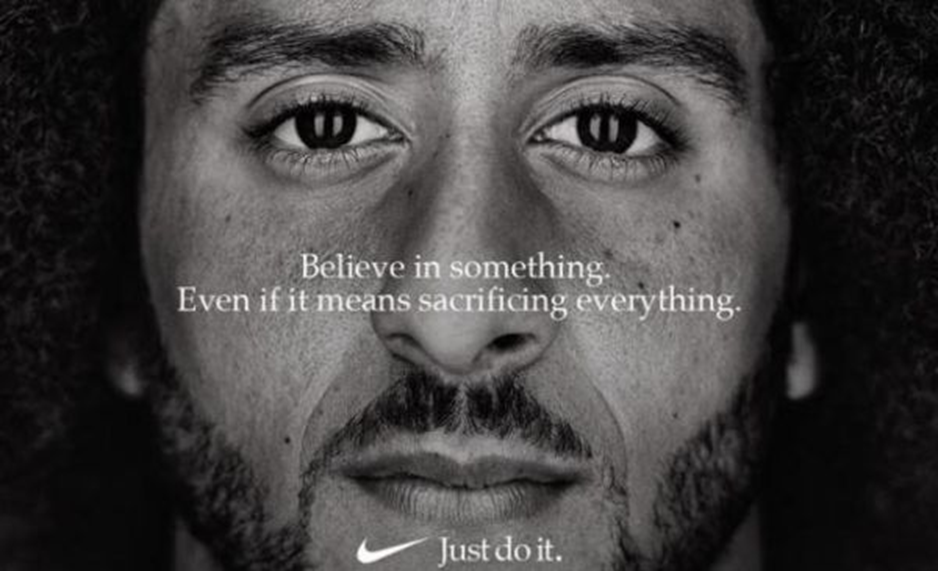 Believe in something.
Even if it means sacrificing everything.
Just do it.